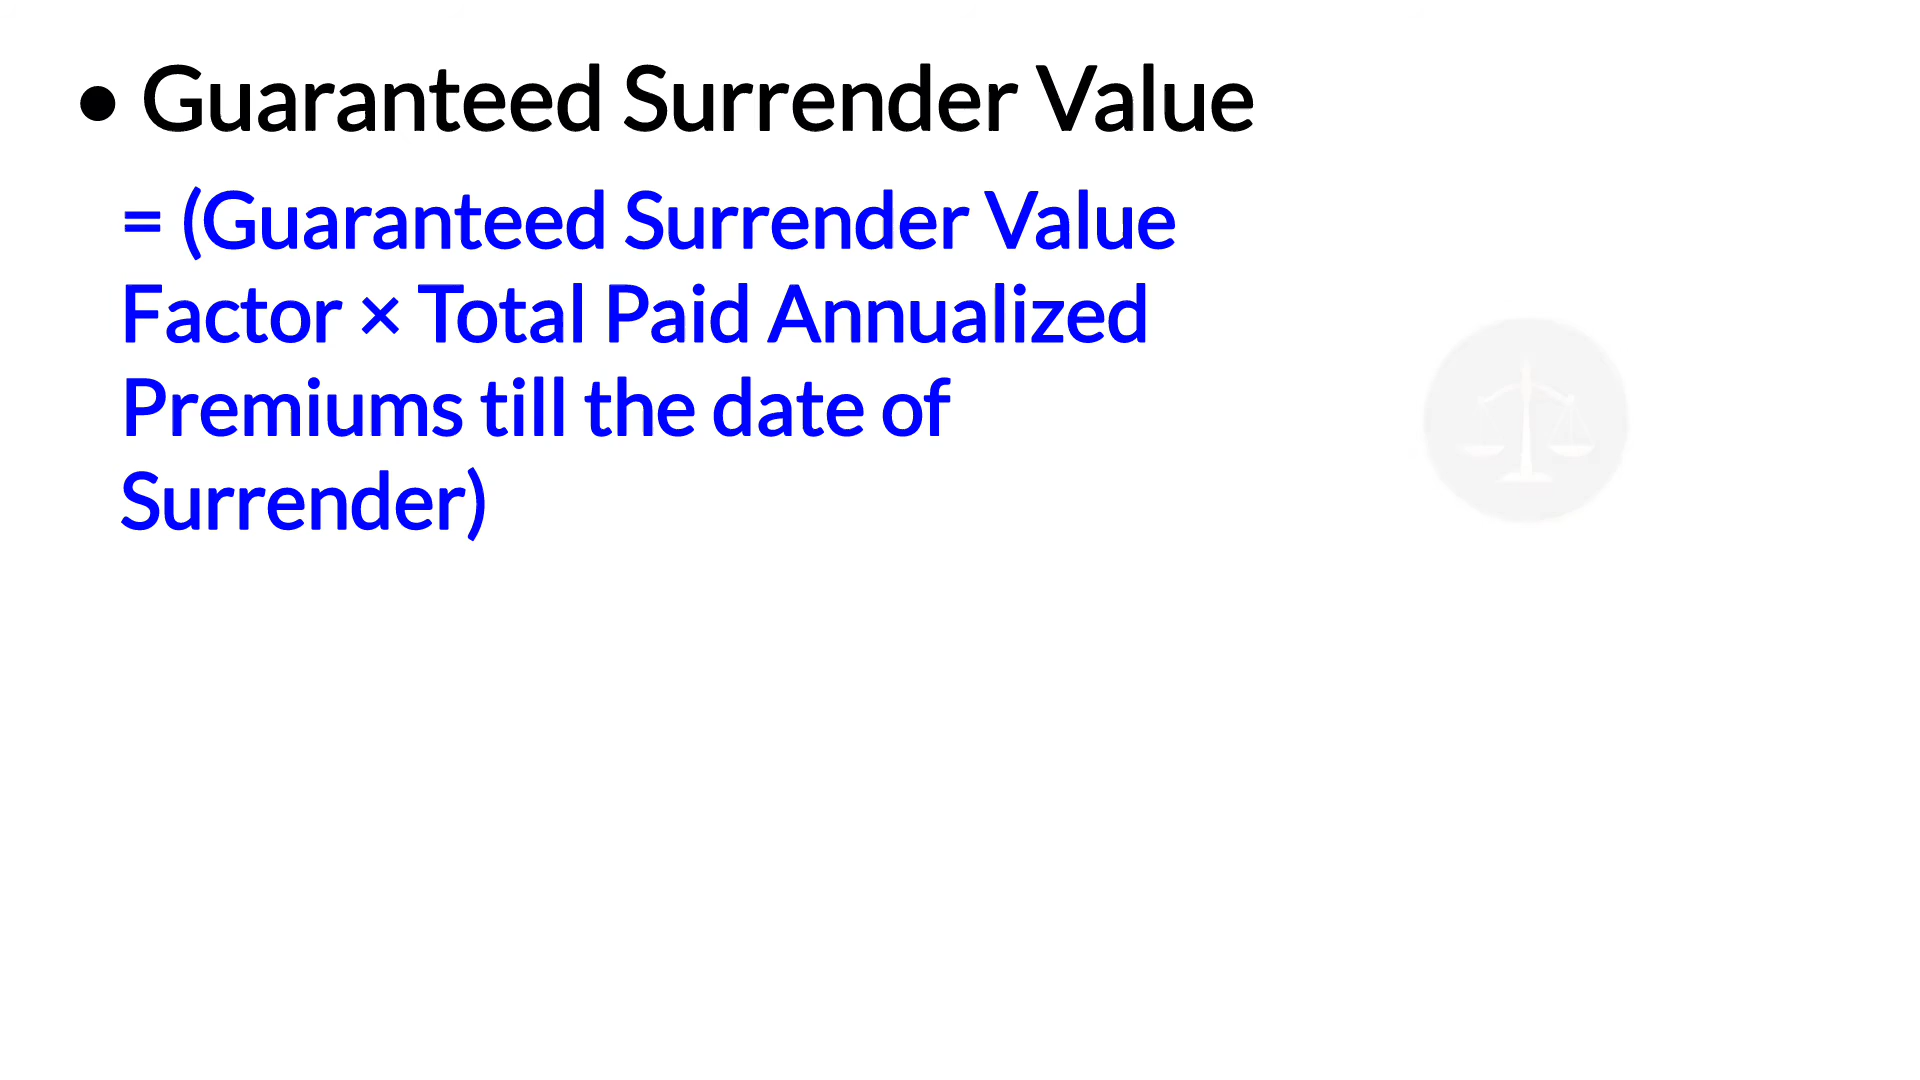 • Guaranteed Surrender Value
= (Guaranteed Surrender Value
Factor × Total Paid Annualized
Premiums till the date of
Surrender)